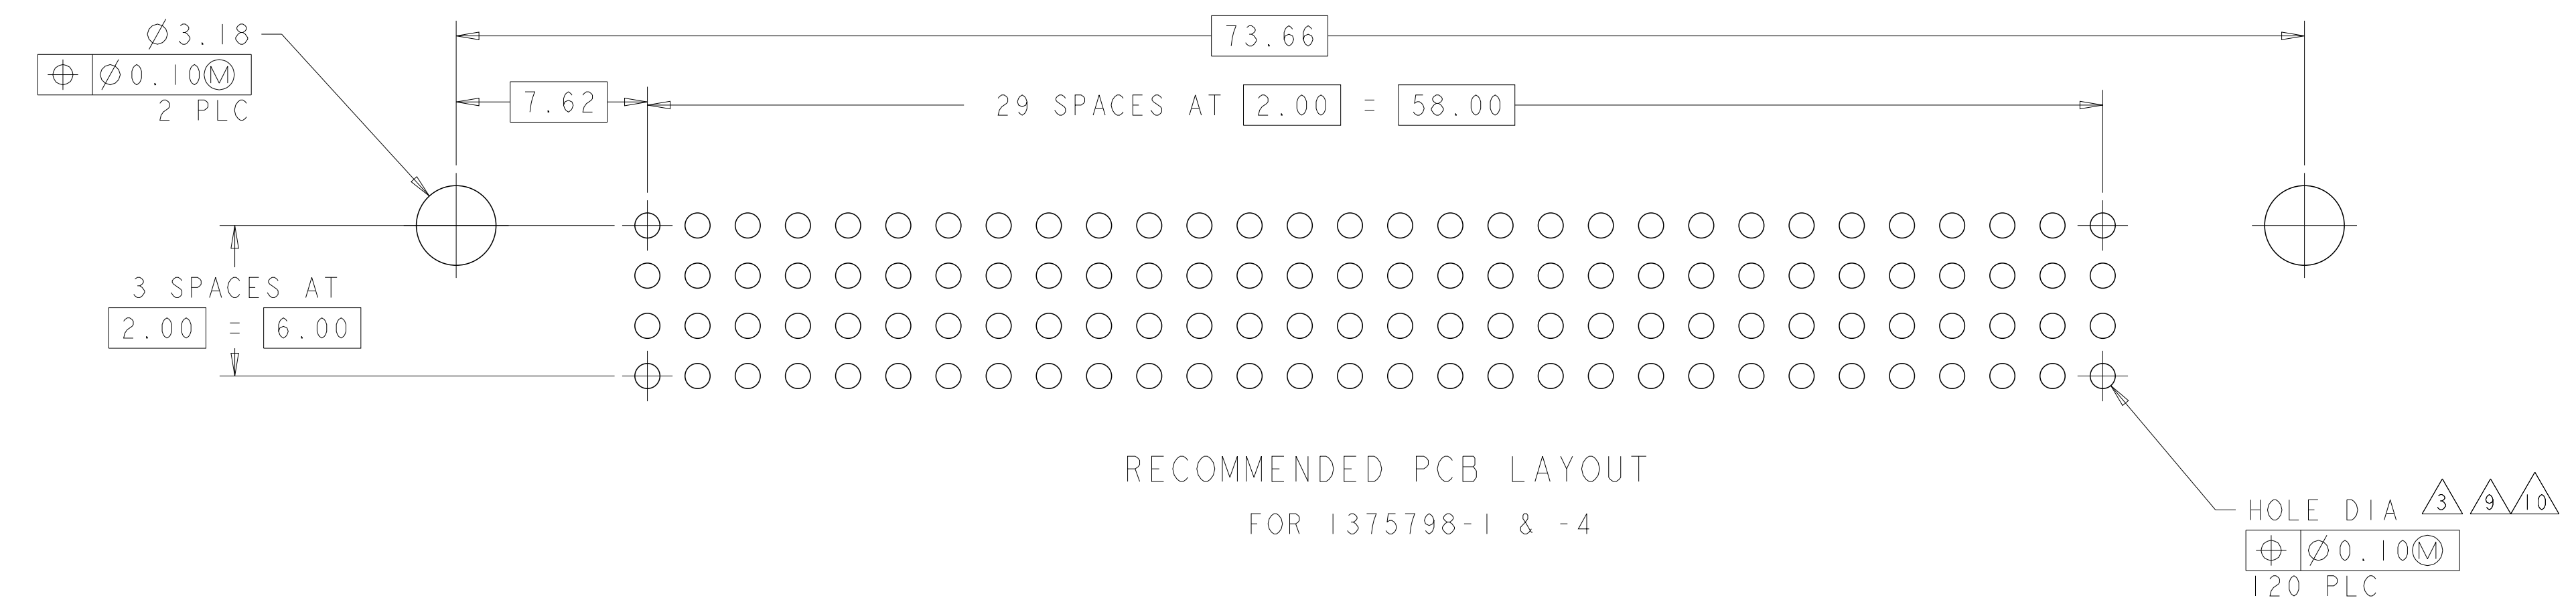 Ø3.18
⌖ Ø0.10Ⓜ
2 PLC
73.66
7.62
29 SPACES AT 2.00 = 58.00
3 SPACES AT
2.00 = 6.00
RECOMMENDED PCB LAYOUT
FOR 1375798-1 & -4
HOLE DIA 3 9 10
⌖ Ø0.10Ⓜ
120 PLC